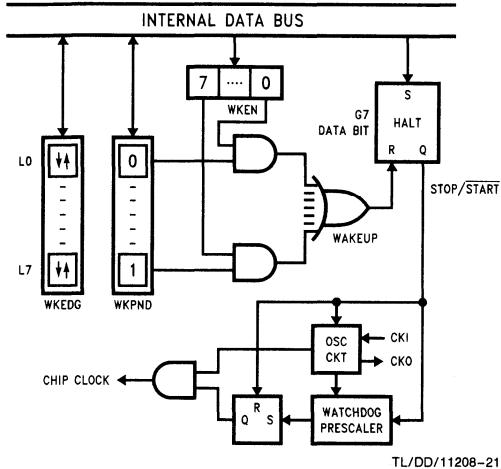 INTERNAL DATA BUS
7 .... 0
WKEN
S
G7
DATA BIT
HALT
R Q
L0
0
STOP/START
WAKEUP
L7
1
WKEDG
WKPND
OSC
CKT
CKI
CKO
CHIP CLOCK
R
Q S
WATCHDOG
PRESCALER
TL/DD/11208-21